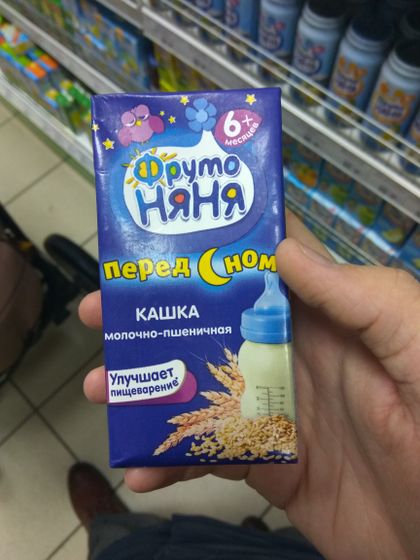 6
месяцев
Фруто
НЯНЯ
перед сном
КАШКА
молочно-пшеничная
Улучшает
пищеварение*